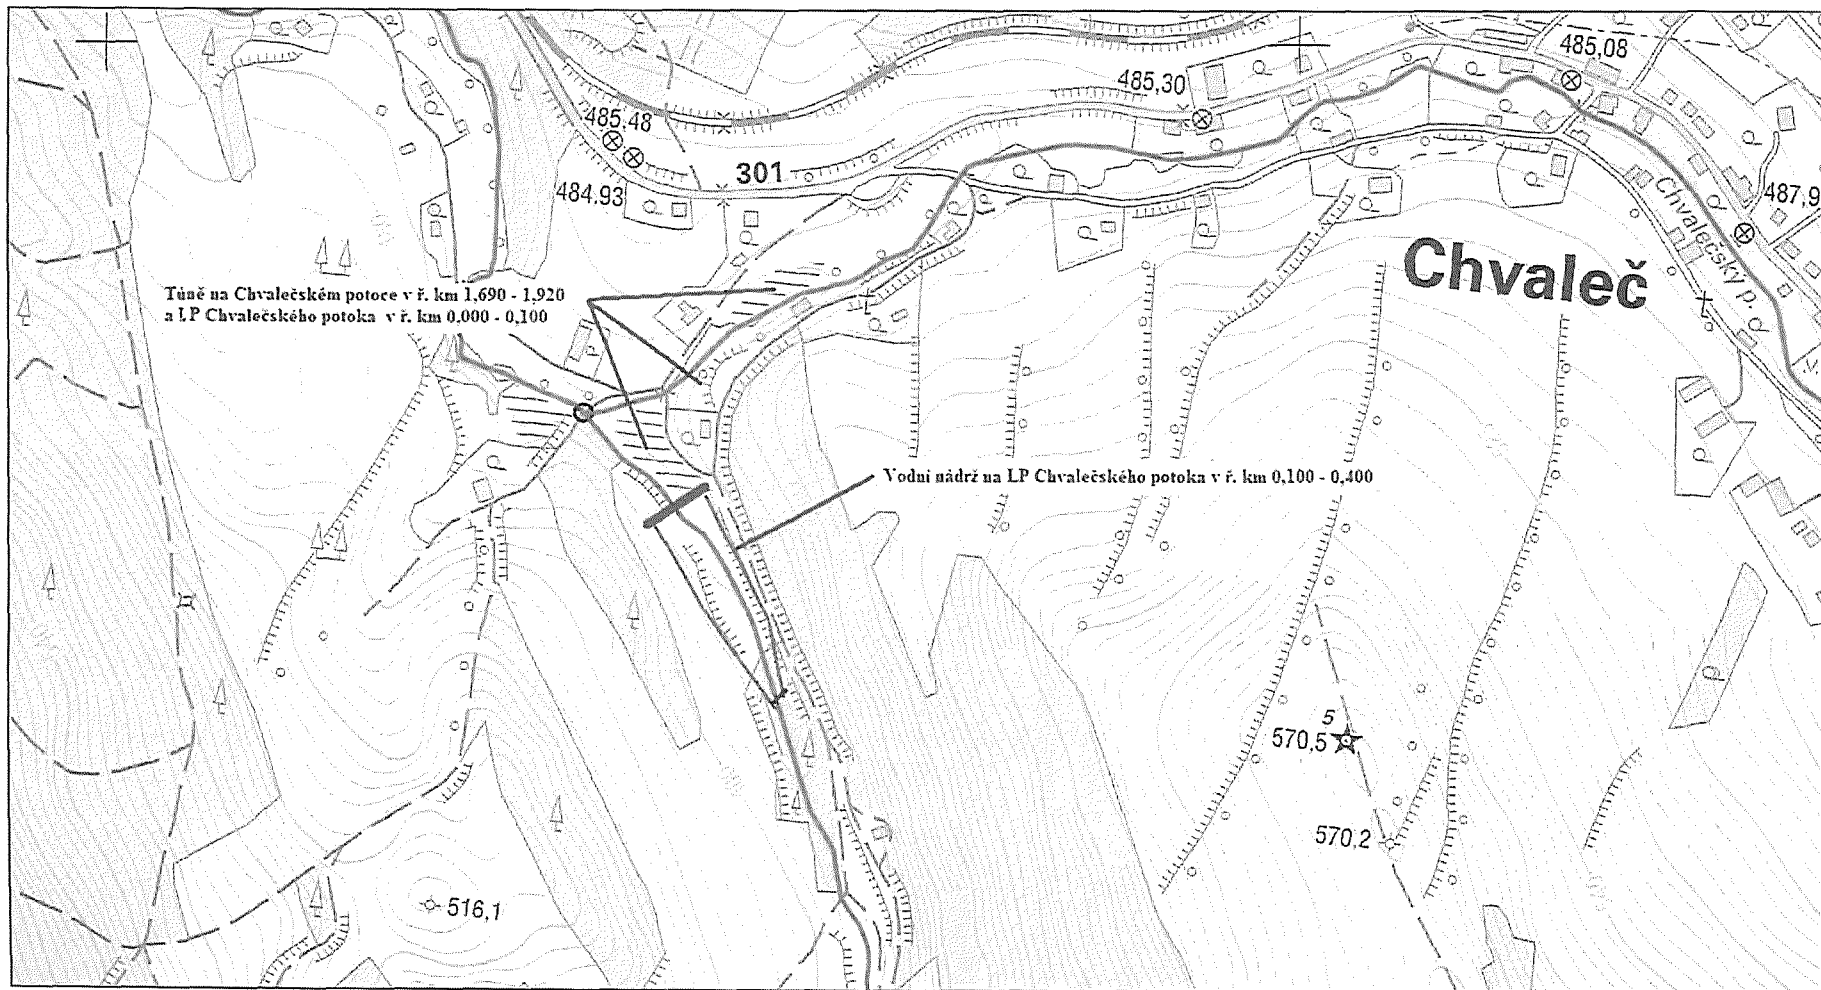 485,08
485,30
485,48
301
484,93
487,9
Chvalečský p.
Chvaleč
Túně na Chvalečském potoce v ř. km 1,690 - 1,920
a LP Chvalečského potoka v ř. km 0,000 - 0,100
Vodní nádrž na LP Chvalečského potoka v ř. km 0,100 - 0,400
5
570,5
570,2
516,1